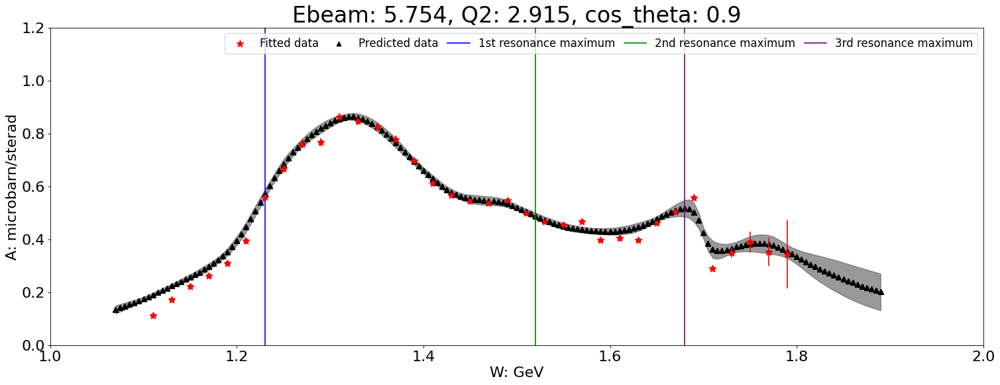 Ebeam: 5.754, Q2: 2.915, cos_theta: 0.9
Fitted data Predicted data 1st resonance maximum 2nd resonance maximum 3rd resonance maximum
A: microbarn/sterad
1.2
1.0
0.8
0.6
0.4
0.2
0.0
1.0 1.2 1.4 1.6 1.8 2.0
W: GeV